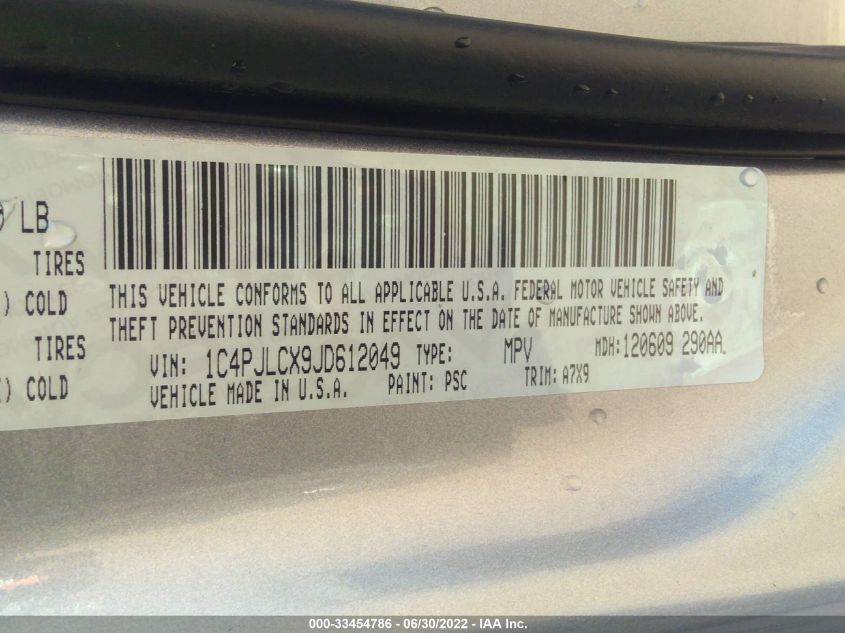 0/LB
TIRES
) COLD
TIRES
) COLD
THIS VEHICLE CONFORMS TO ALL APPLICABLE U.S.A. FEDERAL MOTOR VEHICLE SAFETY AND
THEFT PREVENTION STANDARDS IN EFFECT ON THE DATE OF MANUFACTURE SHOWN ABOVE.
VIN: 1C4PJLCX9JD612049 TYPE: MPV MDH:120609 290AA
VEHICLE MADE IN U.S.A. PAINT: PSC TRIM: A7X9
000-33454786 - 06/30/2022 - IAA Inc.